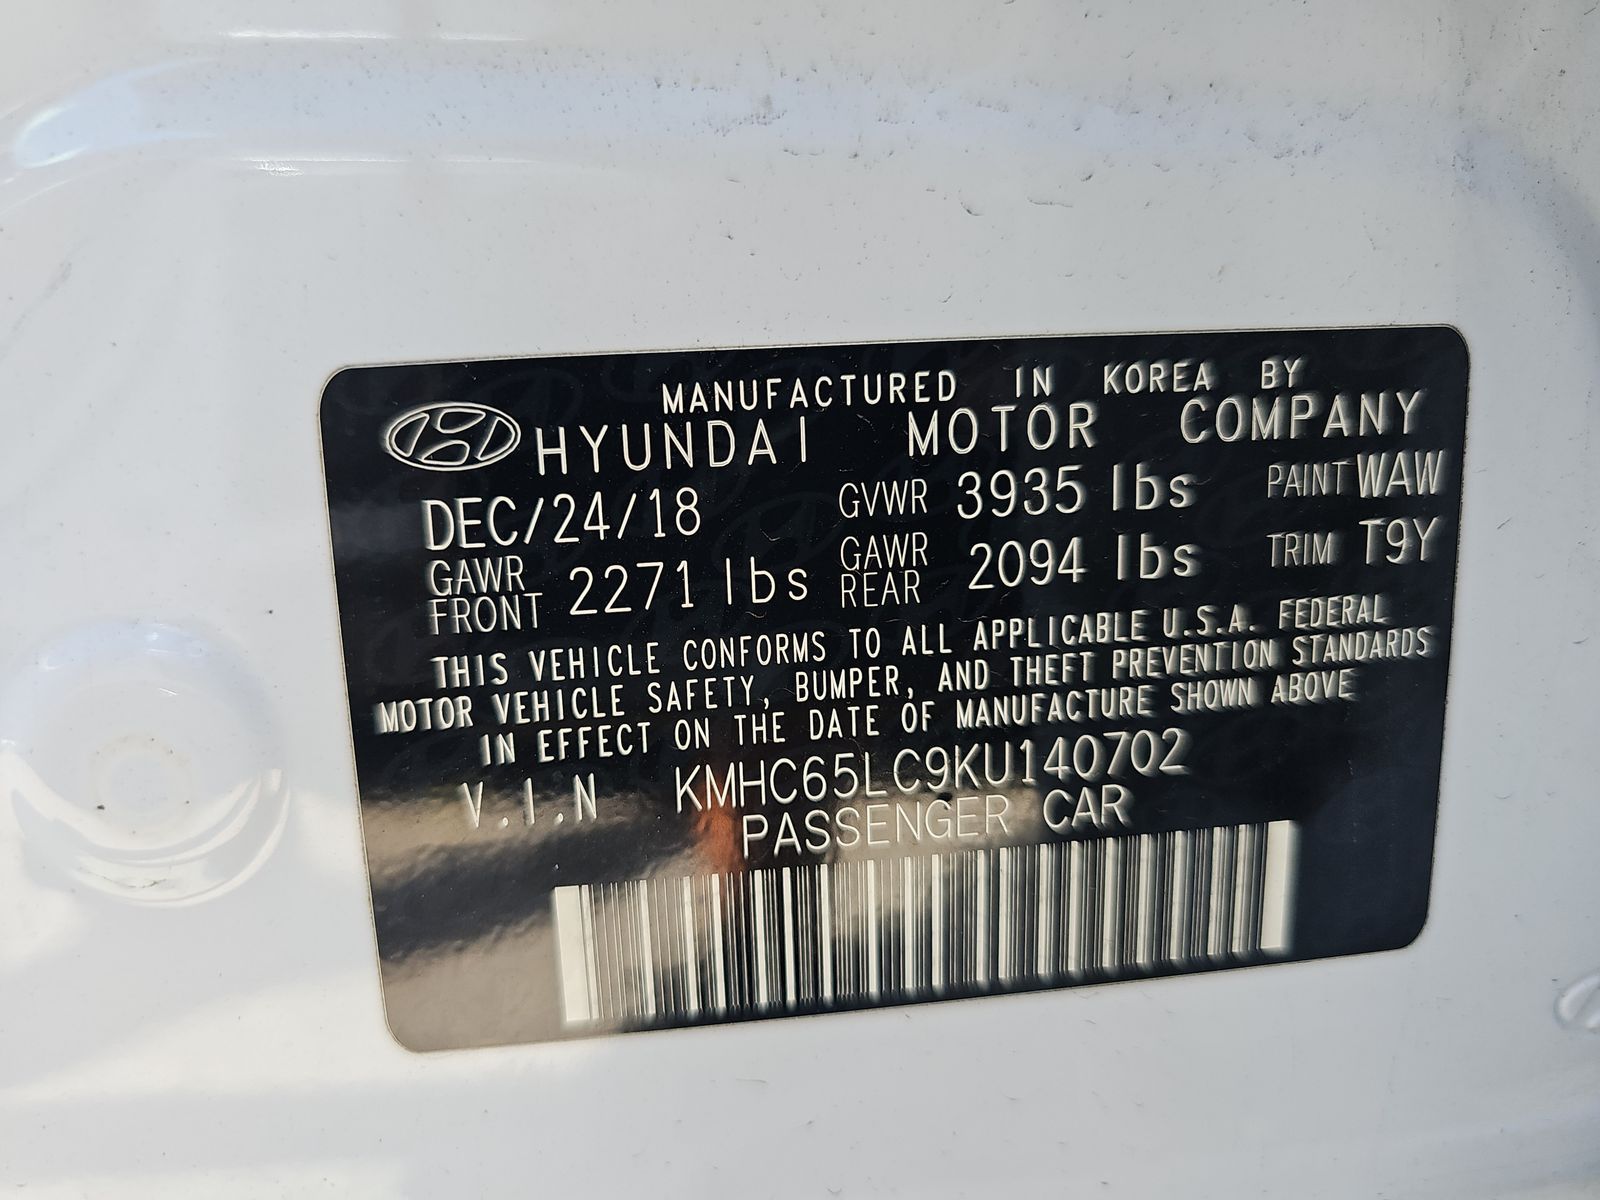 MANUFACTURED IN KOREA BY
HYUNDAI MOTOR COMPANY
DEC/24/18 GVWR 3935 lbs PAINT WAW
GAWR FRONT 2271 lbs GAWR REAR 2094 lbs TRIM T9Y
THIS VEHICLE CONFORMS TO ALL APPLICABLE U.S.A. FEDERAL
MOTOR VEHICLE SAFETY, BUMPER, AND THEFT PREVENTION STANDARDS
IN EFFECT ON THE DATE OF MANUFACTURE SHOWN ABOVE
V.I.N KMHC65LC9KU140702
PASSENGER CAR